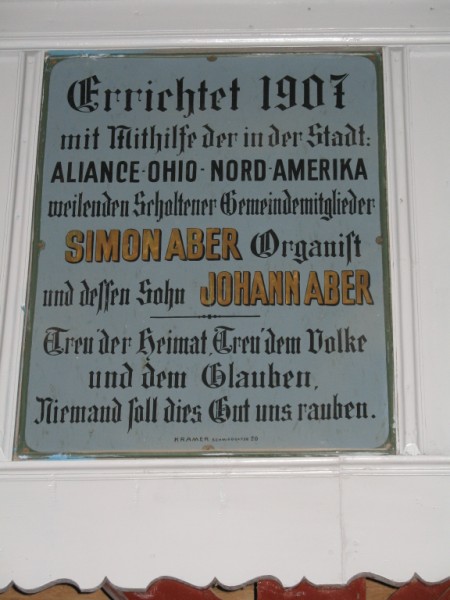 Errichtet 1907
mit Mithilfe der in der Stadt:
ALIANCE-OHIO-NORD-AMERIKA
weilenden Scholtener Gemeindemitglieder
SIMON ABER Organist
und dessen Sohn JOHANN ABER
Treu der Heimat, Treu dem Volke
und dem Glauben,
Niemand soll dies Gut uns rauben.
KRAMER